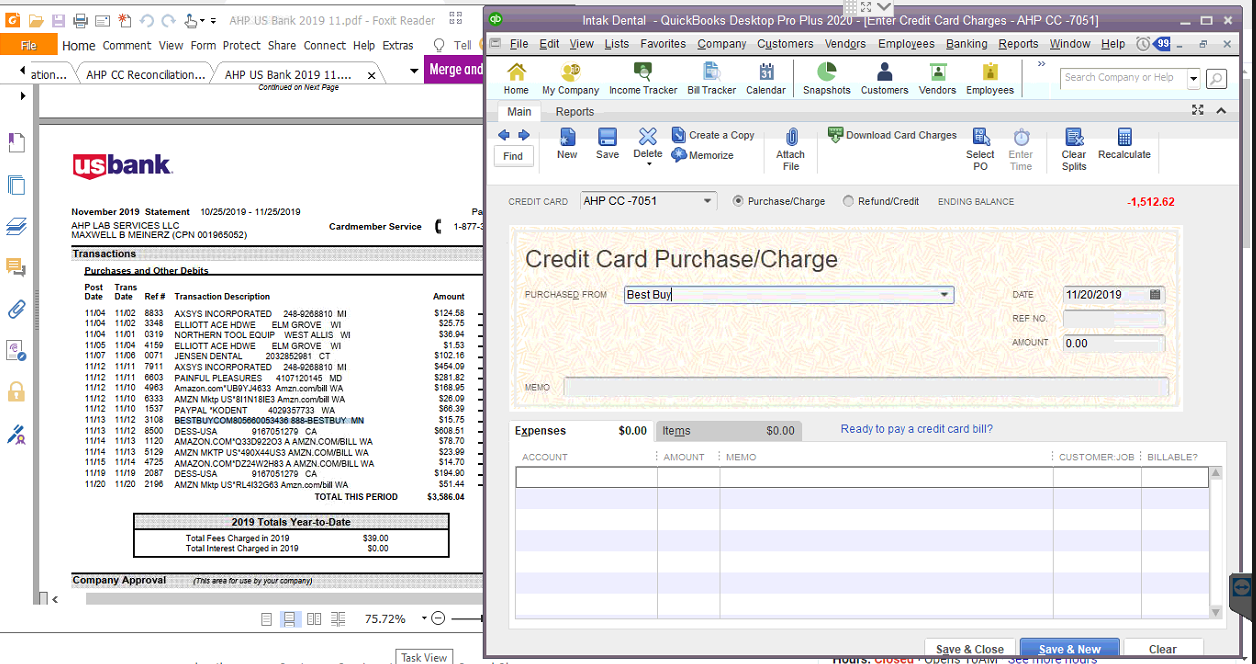 AHP US Bank 2019 11.pdf - Foxit Reader
File Home Comment View Form Protect Share Connect Help Extras Tell
ation... AHP CC Reconciliation... AHP US Bank 2019 11.... × Merge and
Continued on Next Page
usbank.
November 2019 Statement 10/25/2019 - 11/25/2019 Pa
AHP LAB SERVICES LLC
MAXWELL B MEINERZ (CPN 001965052)
Cardmember Service 1-877-3
Transactions
Purchases and Other Debits
Post Date Trans Date Ref # Transaction Description Amount
11/04 11/02 8833 AXSYS INCORPORATED 248-9268810 MI $124.58
11/04 11/02 3348 ELLIOTT ACE HDWE ELM GROVE WI $25.75
11/04 11/01 0319 NORTHERN TOOL EQUIP WEST ALLIS WI $36.94
11/05 11/04 4159 ELLIOTT ACE HDWE ELM GROVE WI $1.53
11/07 11/06 0071 JENSEN DENTAL 2032852981 CT $102.16
11/12 11/11 7911 AXSYS INCORPORATED 248-9268810 MI $454.09
11/12 11/11 6603 PAINFUL PLEASURES 4107120145 MD $281.82
11/12 11/10 4963 Amazon.com*UB9YJ4633 Amzn.com/bill WA $168.95
11/12 11/10 6333 AMZN Mktp US*8I1N18IE3 Amzn.com/bill WA $26.09
11/12 11/10 1537 PAYPAL *KODENT 4029357733 WA $66.39
11/13 11/12 3108 BESTBUYCOM805660053436 888-BESTBUY MN $15.75
11/13 11/12 8500 DESS-USA 9167051279 CA $608.51
11/14 11/13 1120 AMAZON.COM*Q33D922O3 A AMZN.COM/BILL WA $78.70
11/14 11/13 5129 AMZN MKTP US*490X44US3 AMZN.COM/BILL WA $23.99
11/15 11/14 4725 AMAZON.COM*DZ24W2H83 A AMZN.COM/BILL WA $14.70
11/19 11/19 2087 DESS-USA 9167051279 CA $194.90
11/20 11/20 2196 AMZN Mktp US*RL4I32G63 Amzn.com/bill WA $51.44
TOTAL THIS PERIOD $3,586.04
2019 Totals Year-to-Date
Total Fees Charged in 2019 $39.00
Total Interest Charged in 2019 $0.00
Company Approval (This area for use by your company)
75.72%
Task View
Intak Dental - QuickBooks Desktop Pro Plus 2020 - [Enter Credit Card Charges - AHP CC -7051]
File Edit View Lists Favorites Company Customers Vendors Employees Banking Reports Window Help 99
Home My Company Income Tracker Bill Tracker Calendar Snapshots Customers Vendors Employees » Search Company or Help
Main Reports
Find New Save Delete Create a Copy Memorize Attach File Download Card Charges Select PO Enter Time Clear Splits Recalculate
CREDIT CARD AHP CC -7051 Purchase/Charge Refund/Credit ENDING BALANCE -1,512.62
Credit Card Purchase/Charge
PURCHASED FROM Best Buy DATE 11/20/2019
REF NO.
AMOUNT 0.00
MEMO
Expenses $0.00 Items $0.00 Ready to pay a credit card bill?
ACCOUNT AMOUNT MEMO CUSTOMER:JOB BILLABLE?
Save & Close Save & New Clear
Hours: Closed · Opens 10AM See more hours